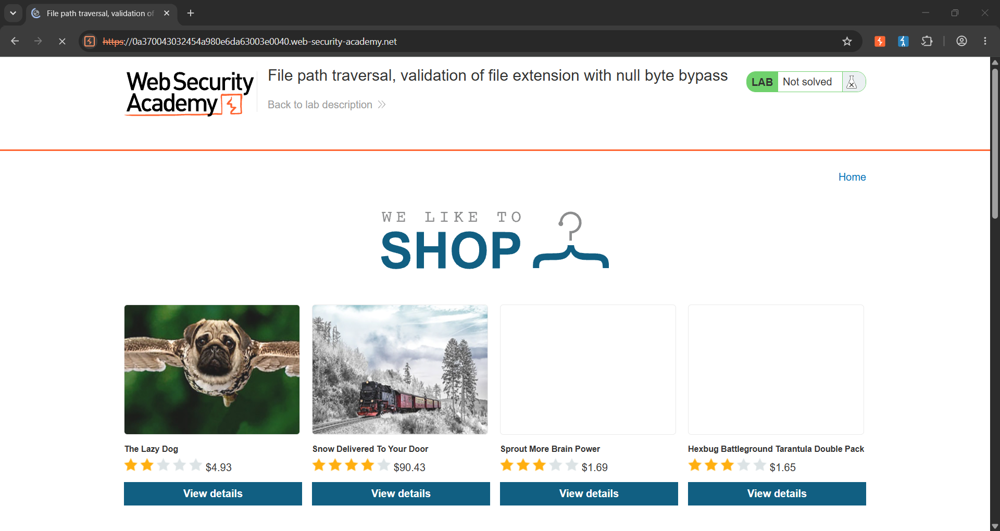 File path traversal, validation of
https://0a370043032454a980e6da63003e0040.web-security-academy.net
Web Security
Academy
File path traversal, validation of file extension with null byte bypass
Back to lab description
LAB Not solved
Home
WE LIKE TO
SHOP
The Lazy Dog
$4.93
View details
Snow Delivered To Your Door
$90.43
View details
Sprout More Brain Power
$1.69
View details
Hexbug Battleground Tarantula Double Pack
$1.65
View details